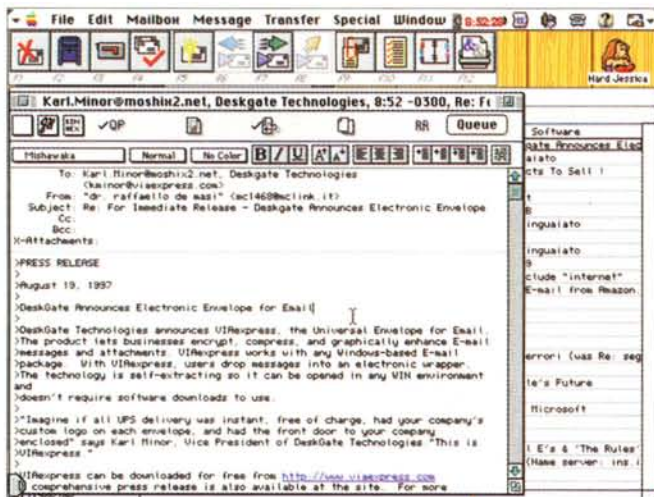 File Edit Mailbox Message Transfer Special Window 8:52:20
Hard Jessica
Karl.Minor@moshix2.net, Deskgate Technologies, 8:52 -0300, Re:
QP RR Queue
Mishawaka Normal No Color B I U
To: Karl.Minor@moshix2.net, Deskgate Technologies
(kminor@viaexpress.com>
From: "dr. raffaello de masi" <mc1468@mclink.it>
Subject: Re: For Immediate Release - Deskgate Announces Electronic Envelope
Cc:
Bcc:
X-Attachments:
>PRESS RELEASE
>
>August 19, 1997
>
>DeskGate Announces Electronic Envelope for Email
>
>DeskGate Technologies announces VIAexpress, the Universal Envelope for Email.
>The product lets businesses encrypt, compress, and graphically enhance E-mail
>messages and attachments. VIAexpress works with any Windows-based E-mail
>package. With VIAexpress, users drop messages into an electronic wrapper.
>The technology is self-extracting so it can be opened in any WIN environment
and
>doesn't require software downloads to use.
>
>"Imagine if all UPS delivery was instant, free of charge, had your company's
>custom logo on each envelope, and had the front door to your company
>enclosed" says Karl Minor, Vice President of DeskGate Technologies "This is
>VIAexpress."
>
>VIAexpress can be downloaded for free from http://www.viaexpress.com
comprehensive press release is also available at the site. For more
Software
gate Announces Elec
aiato
cts To Sell !
t
B
inguaiato
inguaiato
9
clude "internet"
E-mail from Amazon.
errori (was Re: seg
le's Future
Microsoft
l E's & 'The Rules'
(Name server: ins.i